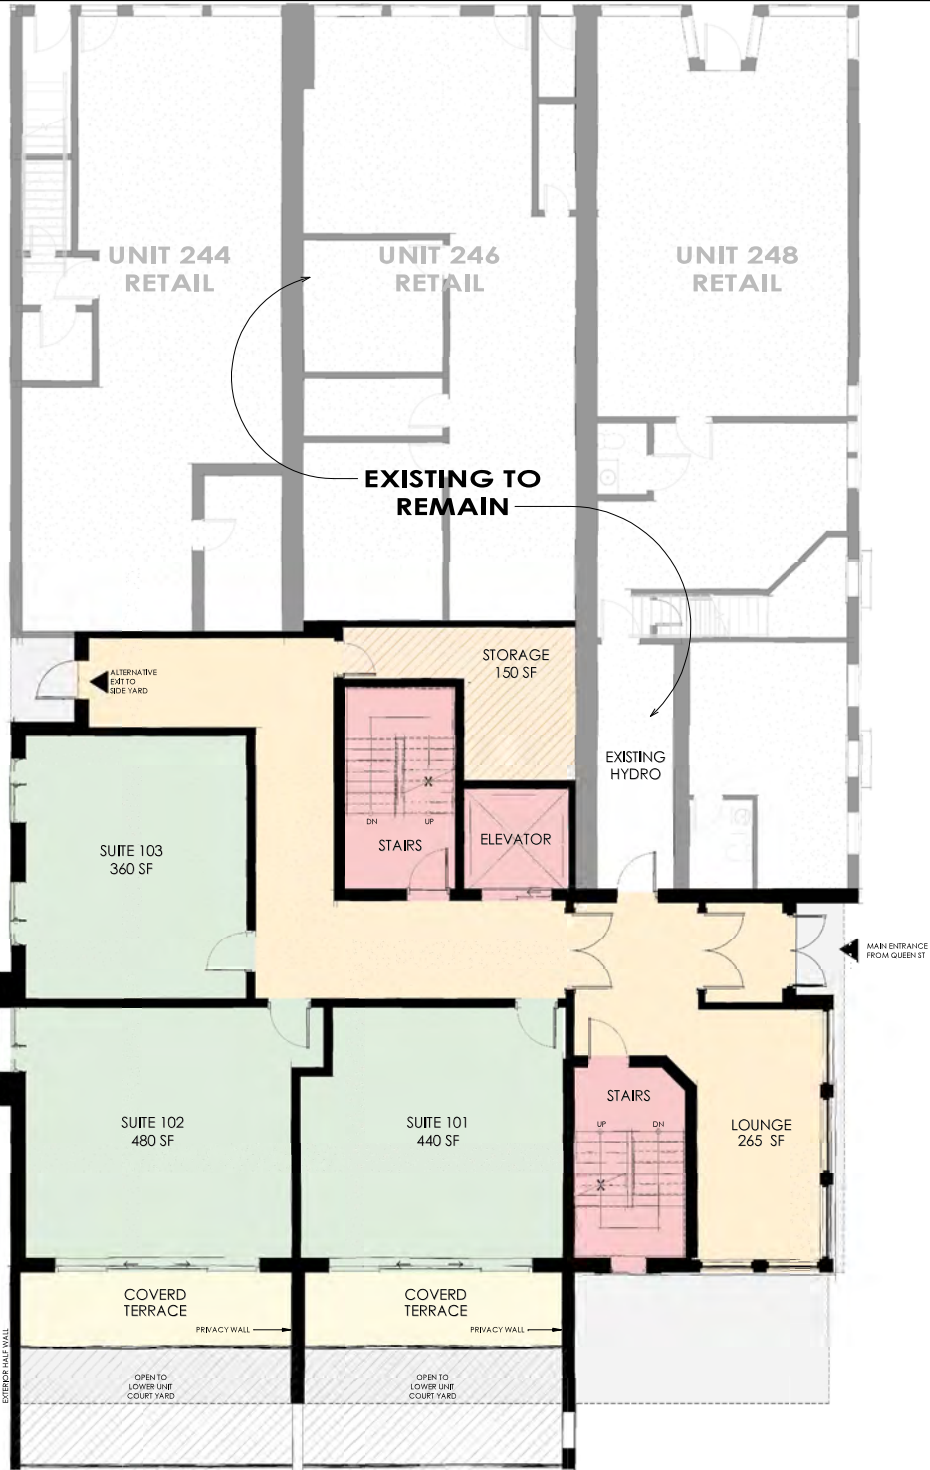 UNIT 244
RETAIL
UNIT 246
RETAIL
UNIT 248
RETAIL
EXISTING TO
REMAIN
ALTERNATIVE
EXIT TO
SIDE YARD
STORAGE
150 SF
EXISTING
HYDRO
DN
UP
STAIRS
ELEVATOR
SUITE 103
360 SF
MAIN ENTRANCE
FROM QUEEN ST
SUITE 102
480 SF
SUITE 101
440 SF
STAIRS
UP
DN
LOUNGE
265 SF
COVERD
TERRACE
PRIVACY WALL
COVERD
TERRACE
PRIVACY WALL
EXTERIOR HALF WALL
OPEN TO
LOWER UNIT
COURT YARD
OPEN TO
LOWER UNIT
COURT YARD